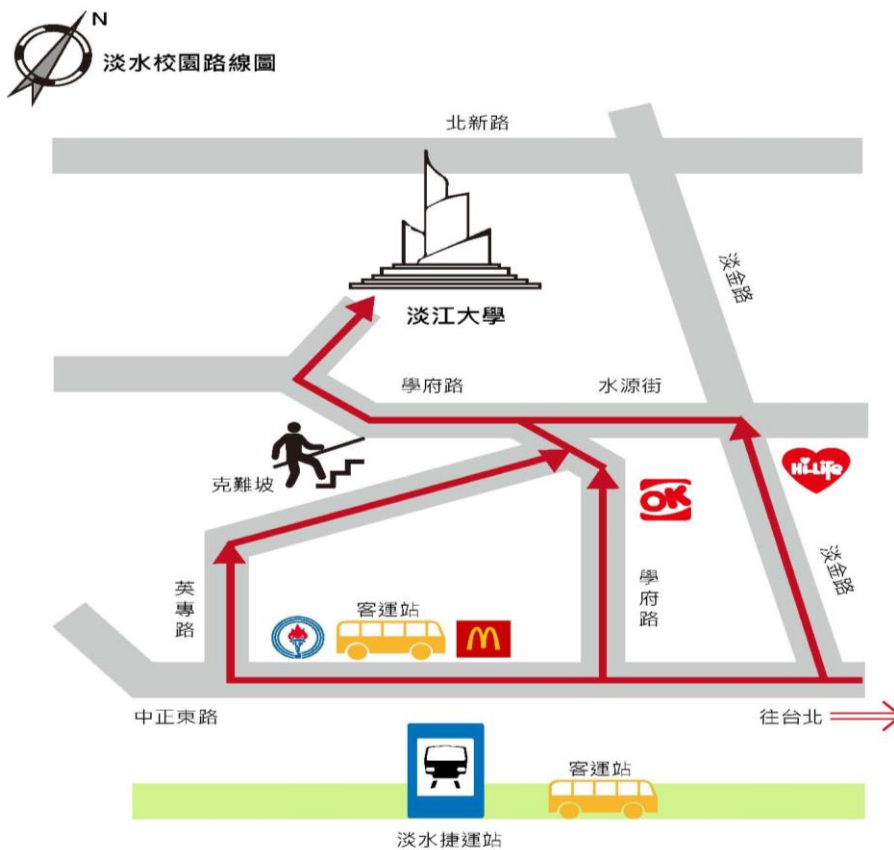 N
淡水校園路線圖
北新路
淡金路
淡江大學
學府路
水源街
克難坡
Hi-Life
OK
淡金路
英專路
客運站
學府路
中正東路
往台北
客運站
淡水捷運站